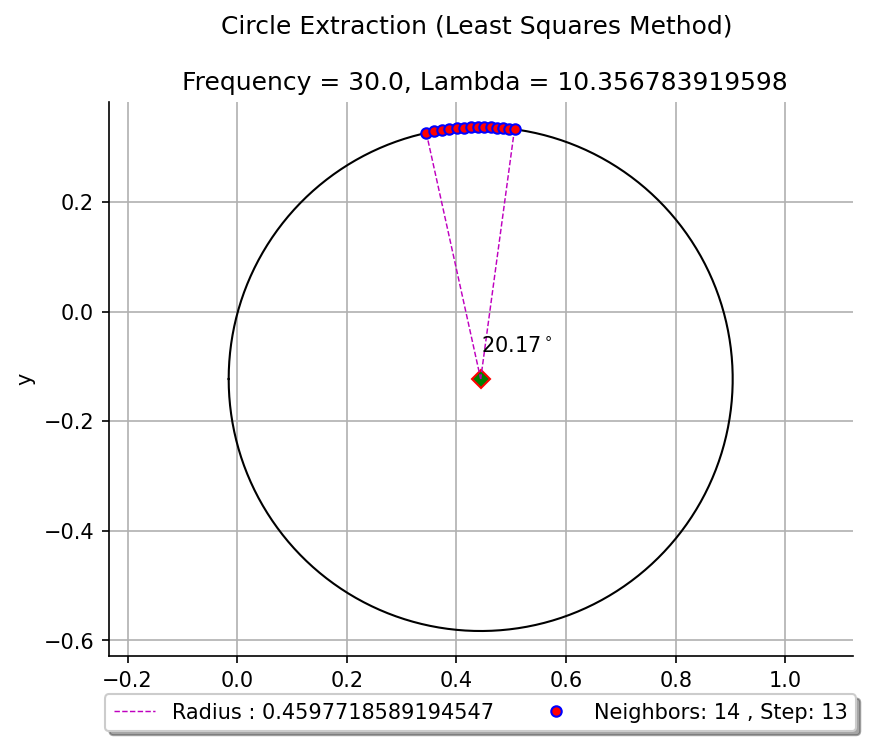 Circle Extraction (Least Squares Method)
Frequency = 30.0, Lambda = 10.356783919598
0.2
0.0
−0.2
−0.4
−0.6
y
20.17°
−0.2 0.0 0.2 0.4 0.6 0.8 1.0
Radius : 0.4597718589194547 Neighbors: 14 , Step: 13